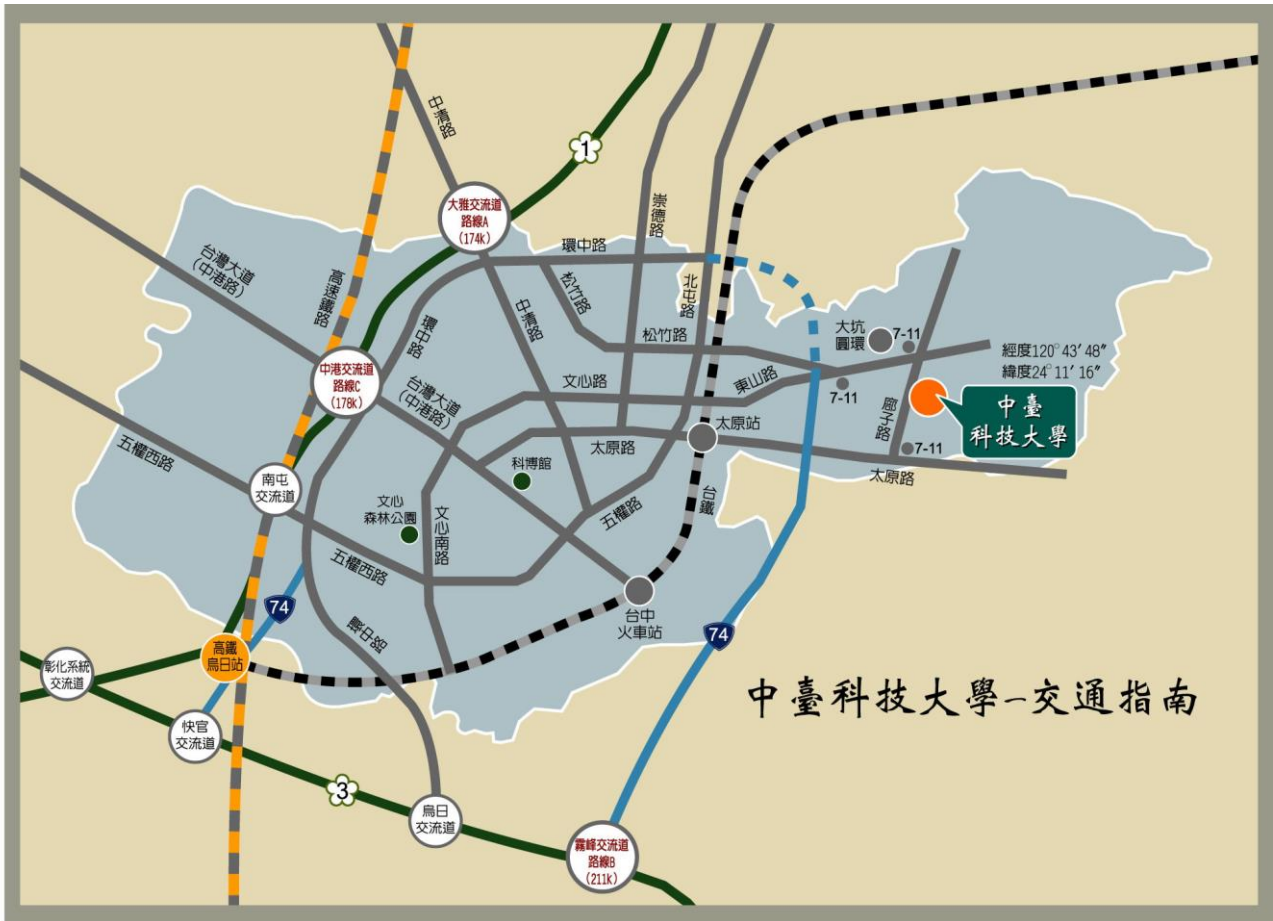 中清路
1
大雅交流道
路線A
(174k)
崇德路
環中路
台灣大道
(中港路)
高速鐵路
松竹路
北屯路
環中路
中清路
松竹路
大坑
圓環
7-11
經度120°43′48″
緯度24°11′16″
中港交流道
路線C
(178k)
台灣大道
(中港路)
文心路
東山路
7-11
廍子路
中臺
科技大學
五權西路
太原站
太原路
7-11
太原路
科博館
南屯
交流道
文心
森林公園
文心南路
五權路
台鐵
五權西路
74
台中
火車站
74
環中路
高鐵
烏日站
彰化系統
交流道
中臺科技大學-交通指南
快官
交流道
3
烏日
交流道
霧峰交流道
路線B
(211k)